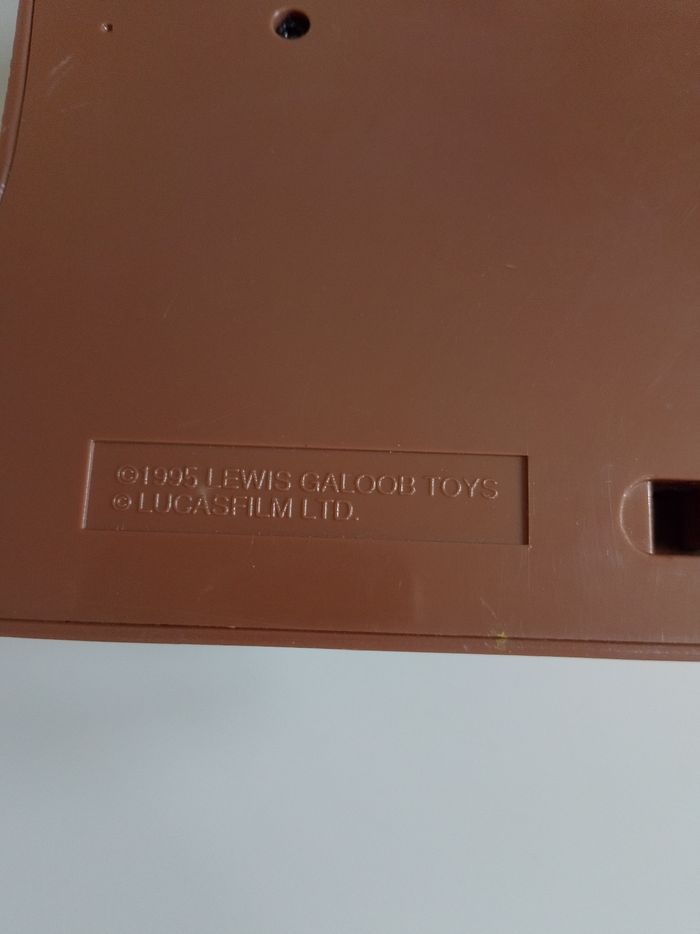 ©1995 LEWIS GALOOB TOYS
© LUCASFILM LTD.